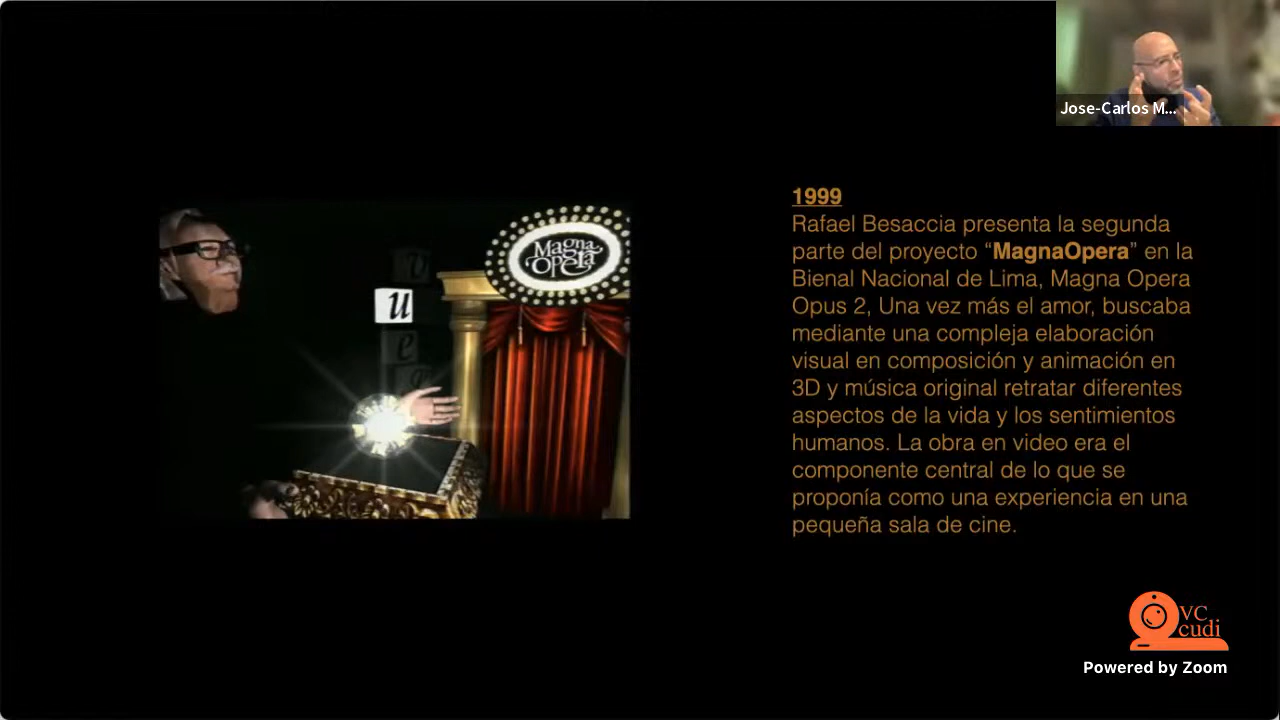 Jose-Carlos M...
1999
Rafael Besaccia presenta la segunda
parte del proyecto “MagnaOpera” en la
Bienal Nacional de Lima, Magna Opera
Opus 2, Una vez más el amor, buscaba
mediante una compleja elaboración
visual en composición y animación en
3D y música original retratar diferentes
aspectos de la vida y los sentimientos
humanos. La obra en video era el
componente central de lo que se
proponía como una experiencia en una
pequeña sala de cine.
Magna
Opera
u
e
VC
cudi
Powered by Zoom